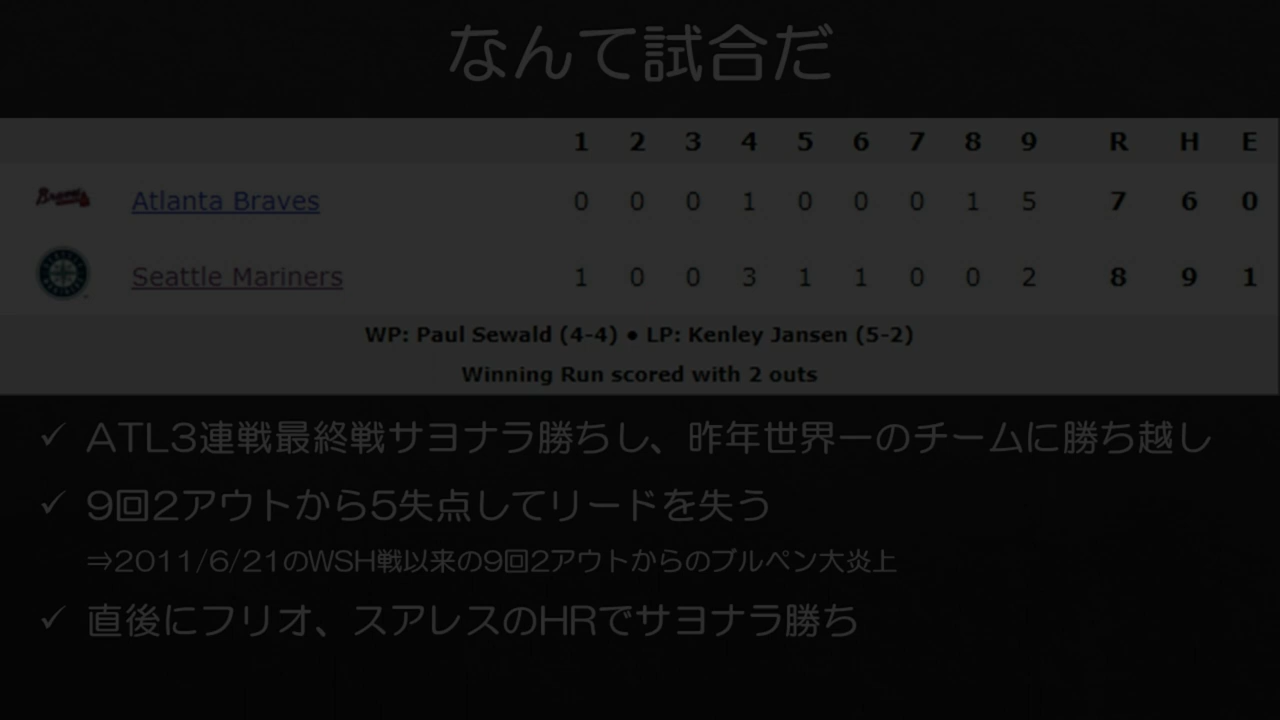 なんて試合だ
1 2 3 4 5 6 7 8 9 R H E
Braves Atlanta Braves 0 0 0 1 0 0 0 1 5 7 6 0
Seattle Mariners 1 0 0 3 1 1 0 0 2 8 9 1
WP: Paul Sewald (4-4) • LP: Kenley Jansen (5-2)
Winning Run scored with 2 outs
✓ ATL3連戦最終戦サヨナラ勝ちし、昨年世界一のチームに勝ち越し
✓ 9回2アウトから5失点してリードを失う
⇒2011/6/21のWSH戦以来の9回2アウトからのブルペン大炎上
✓ 直後にフリオ、スアレスのHRでサヨナラ勝ち